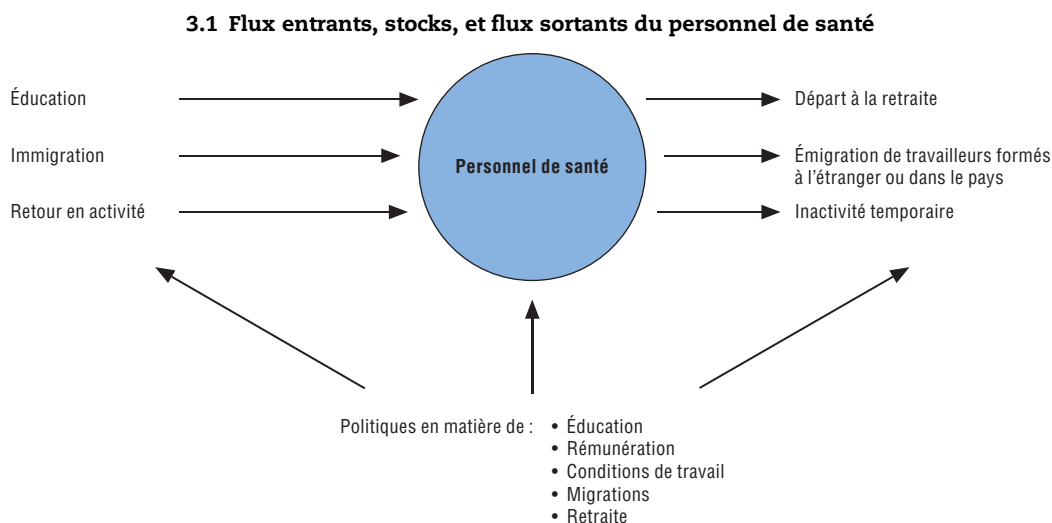 3.1 Flux entrants, stocks, et flux sortants du personnel de santé
Éducation
Immigration
Retour en activité
Personnel de santé
Départ à la retraite
Émigration de travailleurs formés
à l'étranger ou dans le pays
Inactivité temporaire
Politiques en matière de : • Éducation
• Rémunération
• Conditions de travail
• Migrations
• Retraite